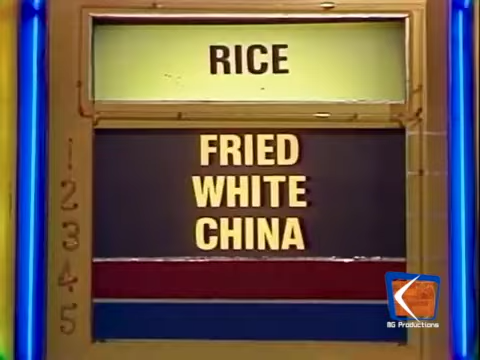 RICE
FRIED
WHITE
CHINA
1
2
3
4
5
MG Productions